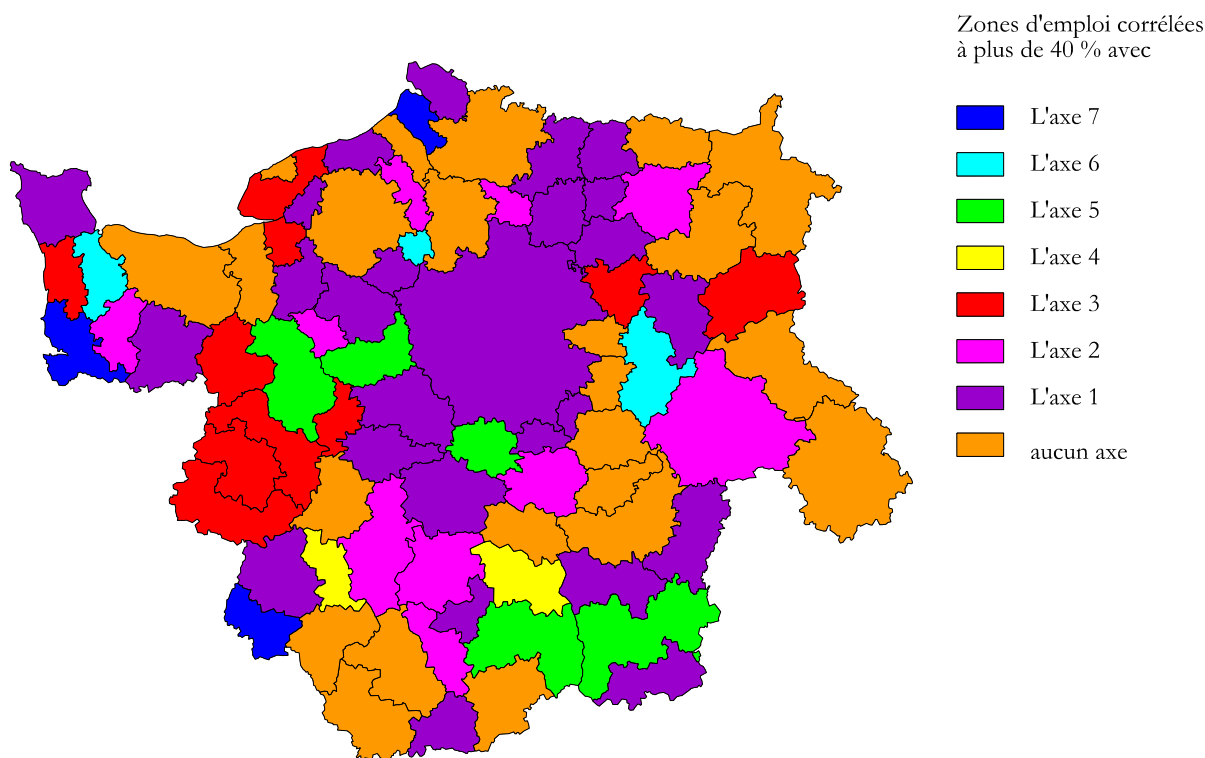 Zones d'emploi corrélées
à plus de 40 % avec
L'axe 7
L'axe 6
L'axe 5
L'axe 4
L'axe 3
L'axe 2
L'axe 1
aucun axe